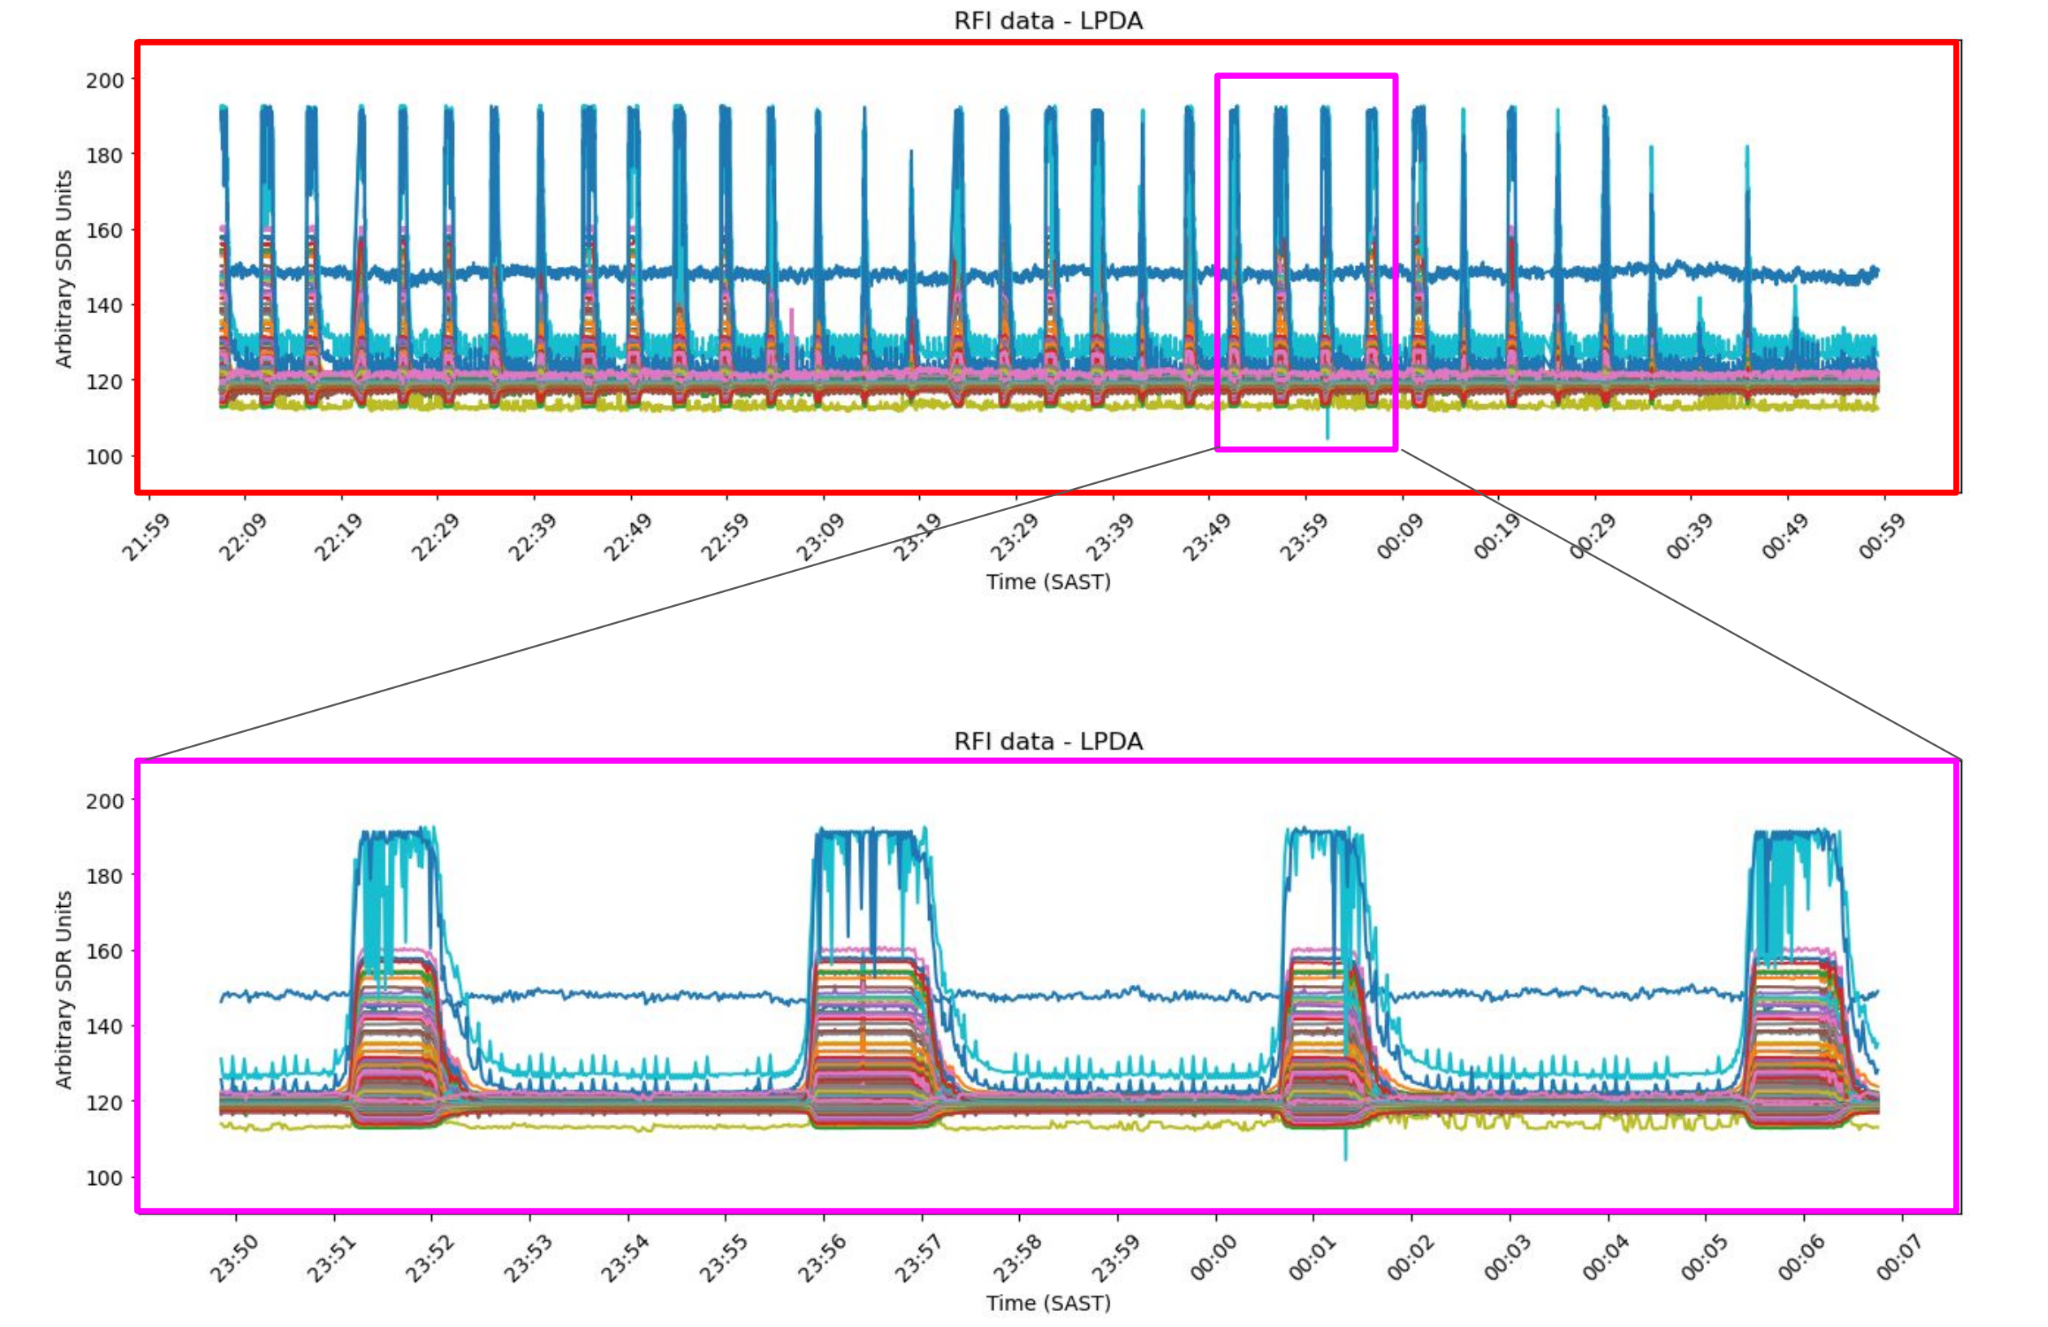 RFI data - LPDA
Arbitrary SDR Units
200
180
160
140
120
100
21:59 22:09 22:19 22:29 22:39 22:49 22:59 23:09 23:19 23:29 23:39 23:49 23:59 00:09 00:19 00:29 00:39 00:49 00:59
Time (SAST)
RFI data - LPDA
Arbitrary SDR Units
200
180
160
140
120
100
23:50 23:51 23:52 23:53 23:54 23:55 23:56 23:57 23:58 23:59 00:00 00:01 00:02 00:03 00:04 00:05 00:06 00:07
Time (SAST)